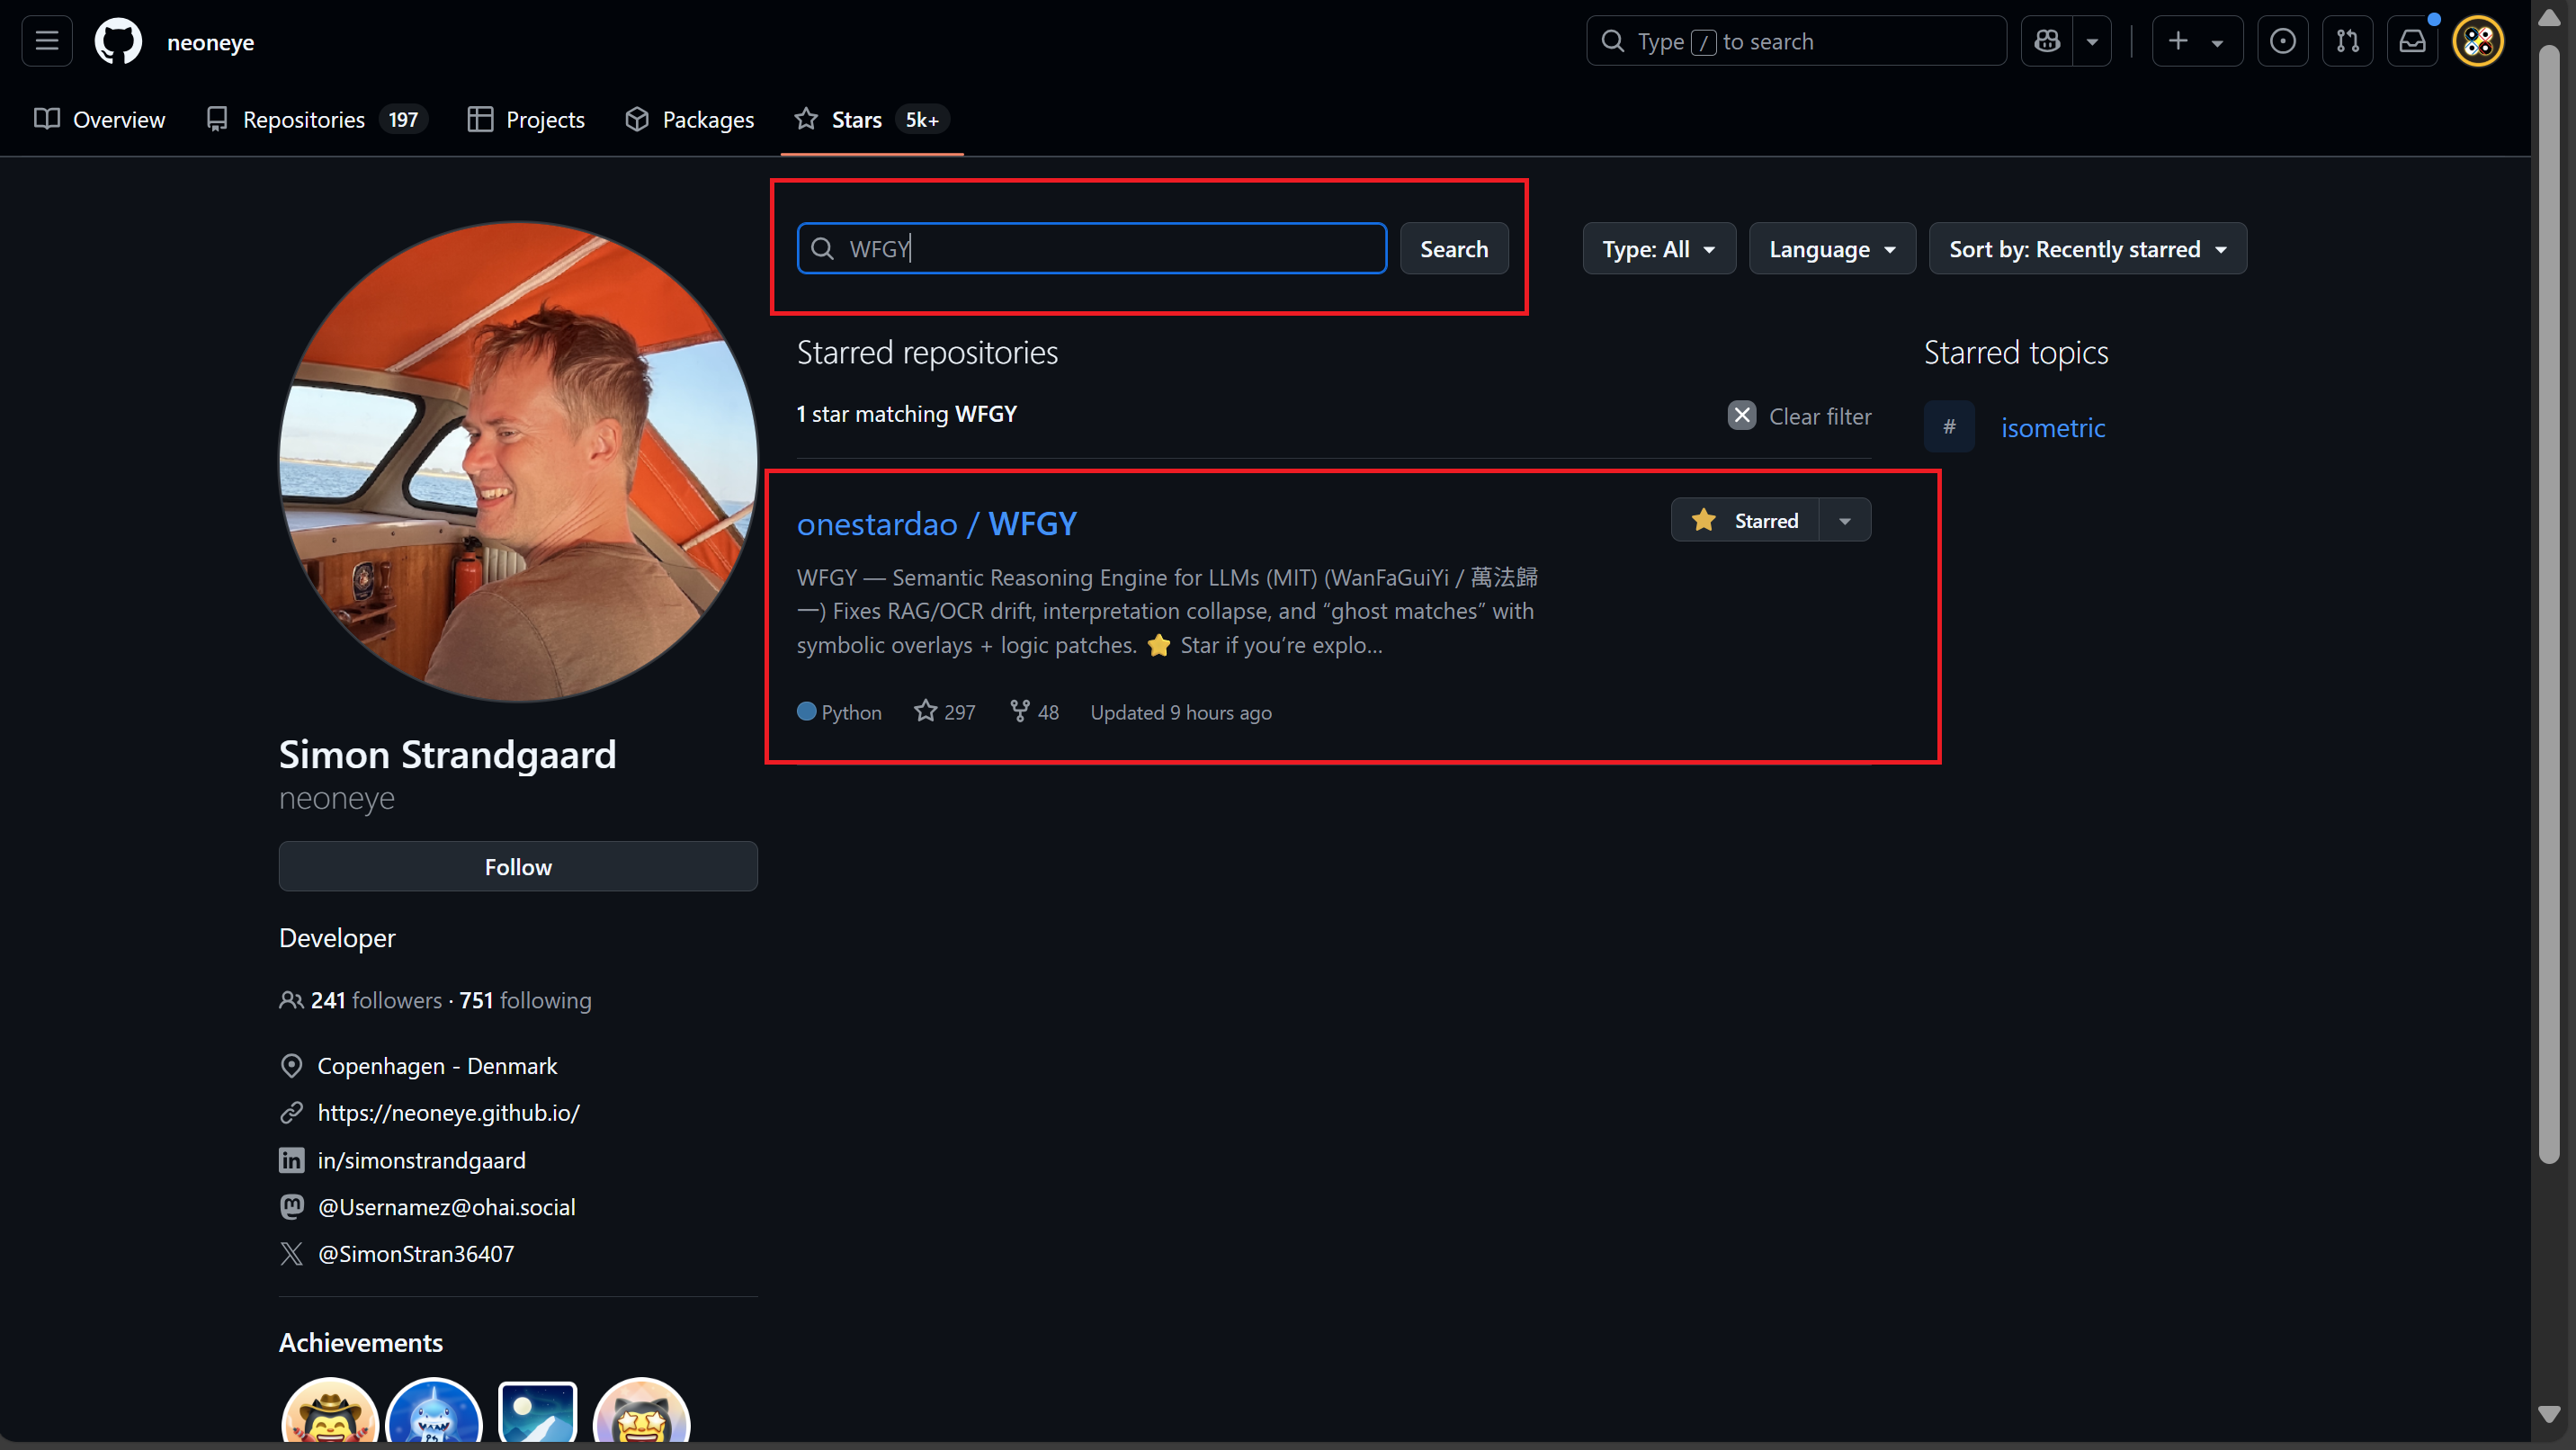 neoneye
Type / to search
Overview
Repositories 197
Projects
Packages
Stars 5k+
WFGY
Search
Type: All
Language
Sort by: Recently starred
Starred repositories
1 star matching WFGY
Clear filter
onestardao / WFGY
Starred
WFGY — Semantic Reasoning Engine for LLMs (MIT) (WanFaGuiYi / 萬法歸
一) Fixes RAG/OCR drift, interpretation collapse, and “ghost matches” with
symbolic overlays + logic patches. ⭐ Star if you’re explo...
Python 297 48 Updated 9 hours ago
Starred topics
# isometric
Simon Strandgaard
neoneye
Follow
Developer
241 followers · 751 following
Copenhagen - Denmark
https://neoneye.github.io/
in/simonstrandgaard
@Usernamez@ohai.social
@SimonStran36407
Achievements